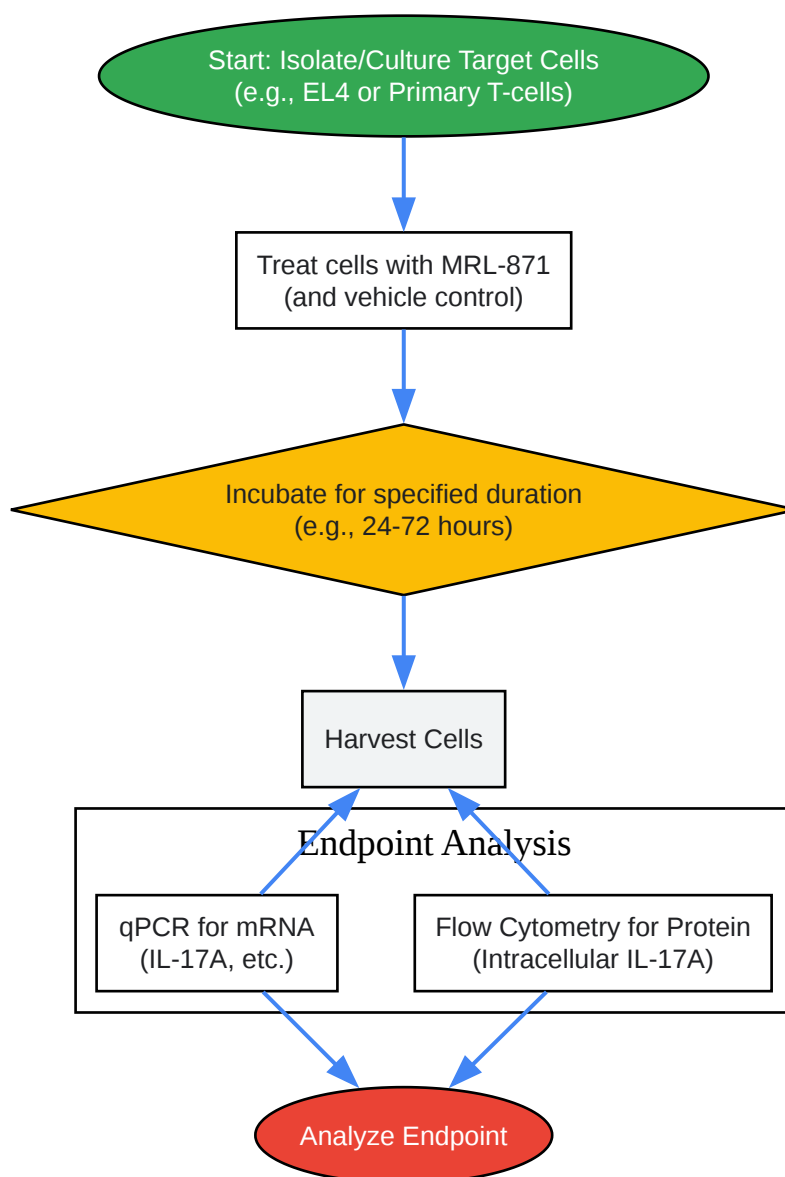 Start: Isolate/Culture Target Cells
(e.g., EL4 or Primary T-cells)
Treat cells with MRL-871
(and vehicle control)
Incubate for specified duration
(e.g., 24-72 hours)
Harvest Cells
Endpoint Analysis
qPCR for mRNA
(IL-17A, etc.)
Flow Cytometry for Protein
(Intracellular IL-17A)
Analyze Endpoint